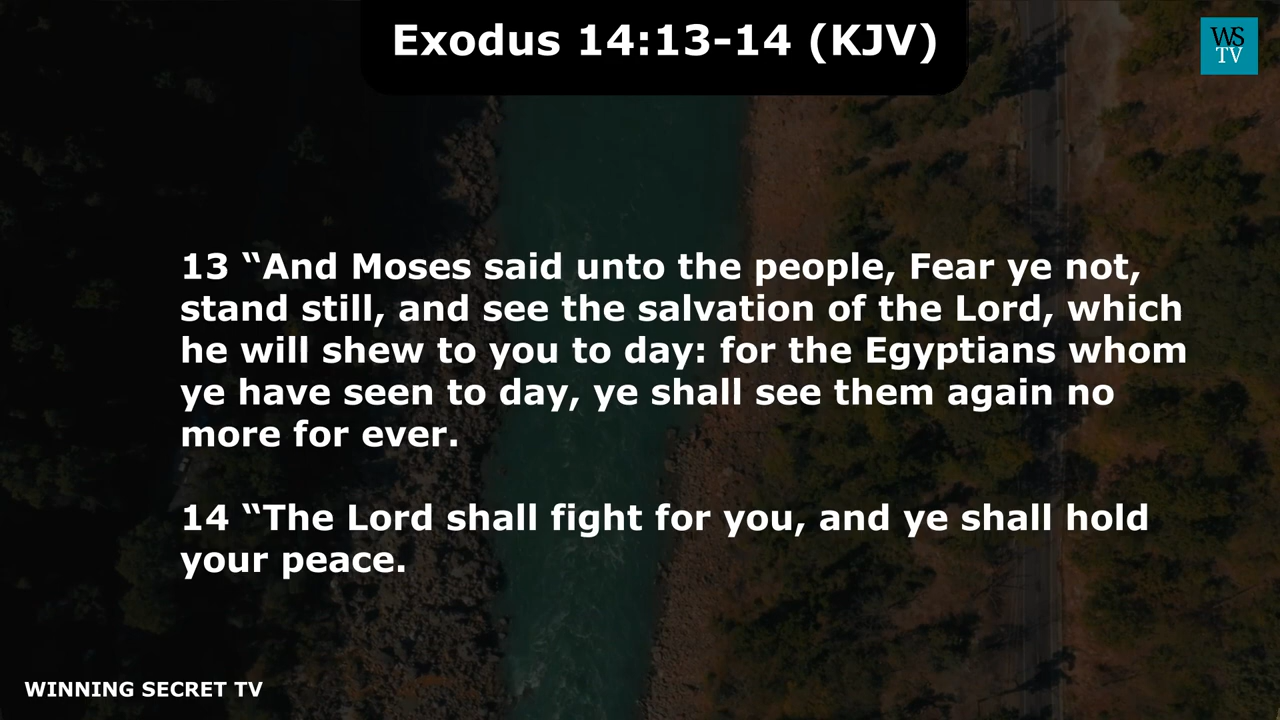 Exodus 14:13-14 (KJV)
WS
TV
13 “And Moses said unto the people, Fear ye not,
stand still, and see the salvation of the Lord, which
he will shew to you to day: for the Egyptians whom
ye have seen to day, ye shall see them again no
more for ever.
14 “The Lord shall fight for you, and ye shall hold
your peace.
WINNING SECRET TV